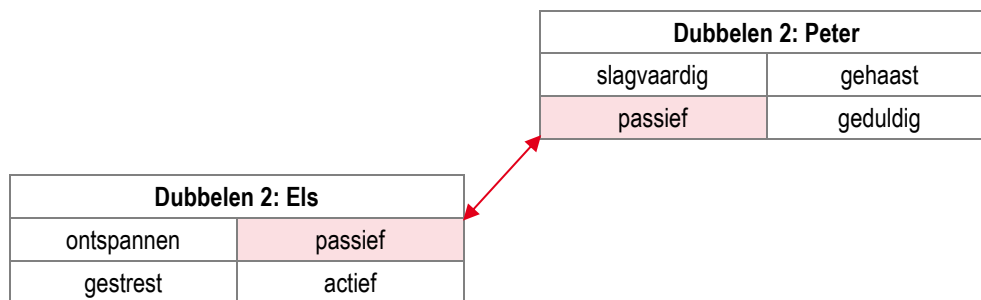 Dubbelen 2: Peter
slagvaardig gehaast
passief geduldig
Dubbelen 2: Els
ontspannen passief
gestrest actief